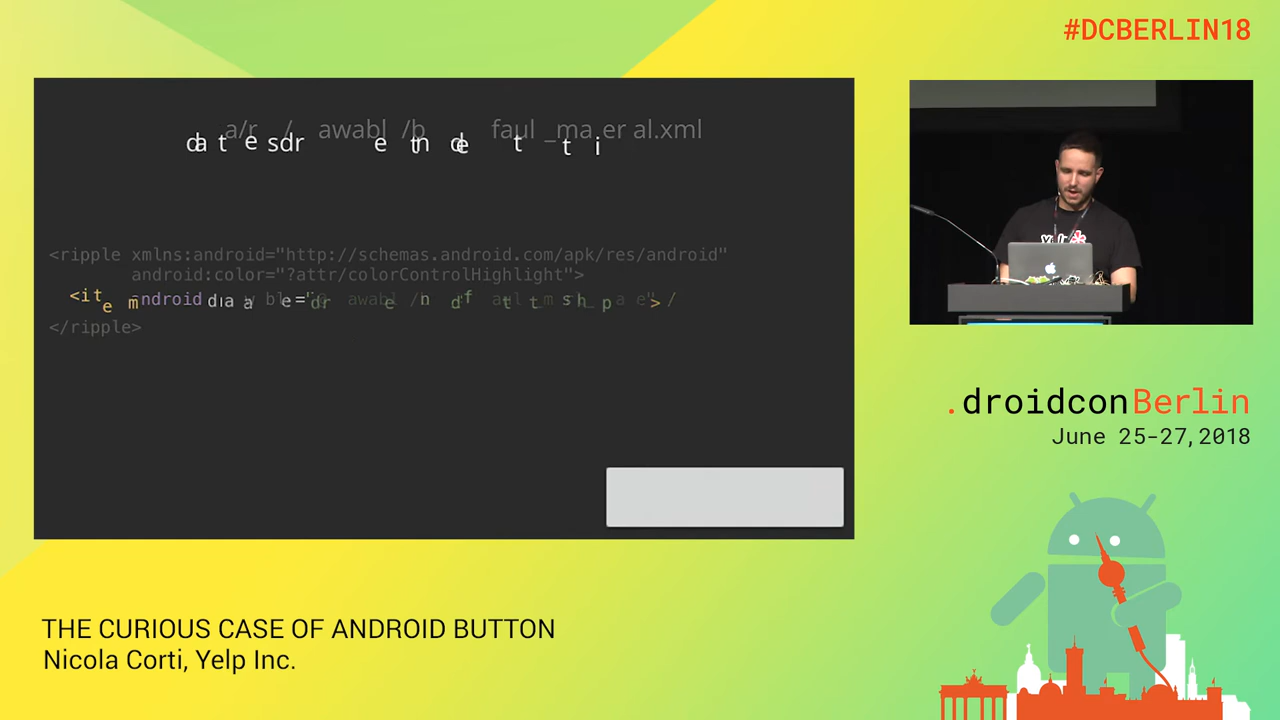 #DCBERLIN18
<ripple xmlns:android="http://schemas.android.com/apk/res/android"
android:color="?attr/colorControlHighlight">
</ripple>
.droidconBerlin
June 25-27,2018
THE CURIOUS CASE OF ANDROID BUTTON
Nicola Corti, Yelp Inc.